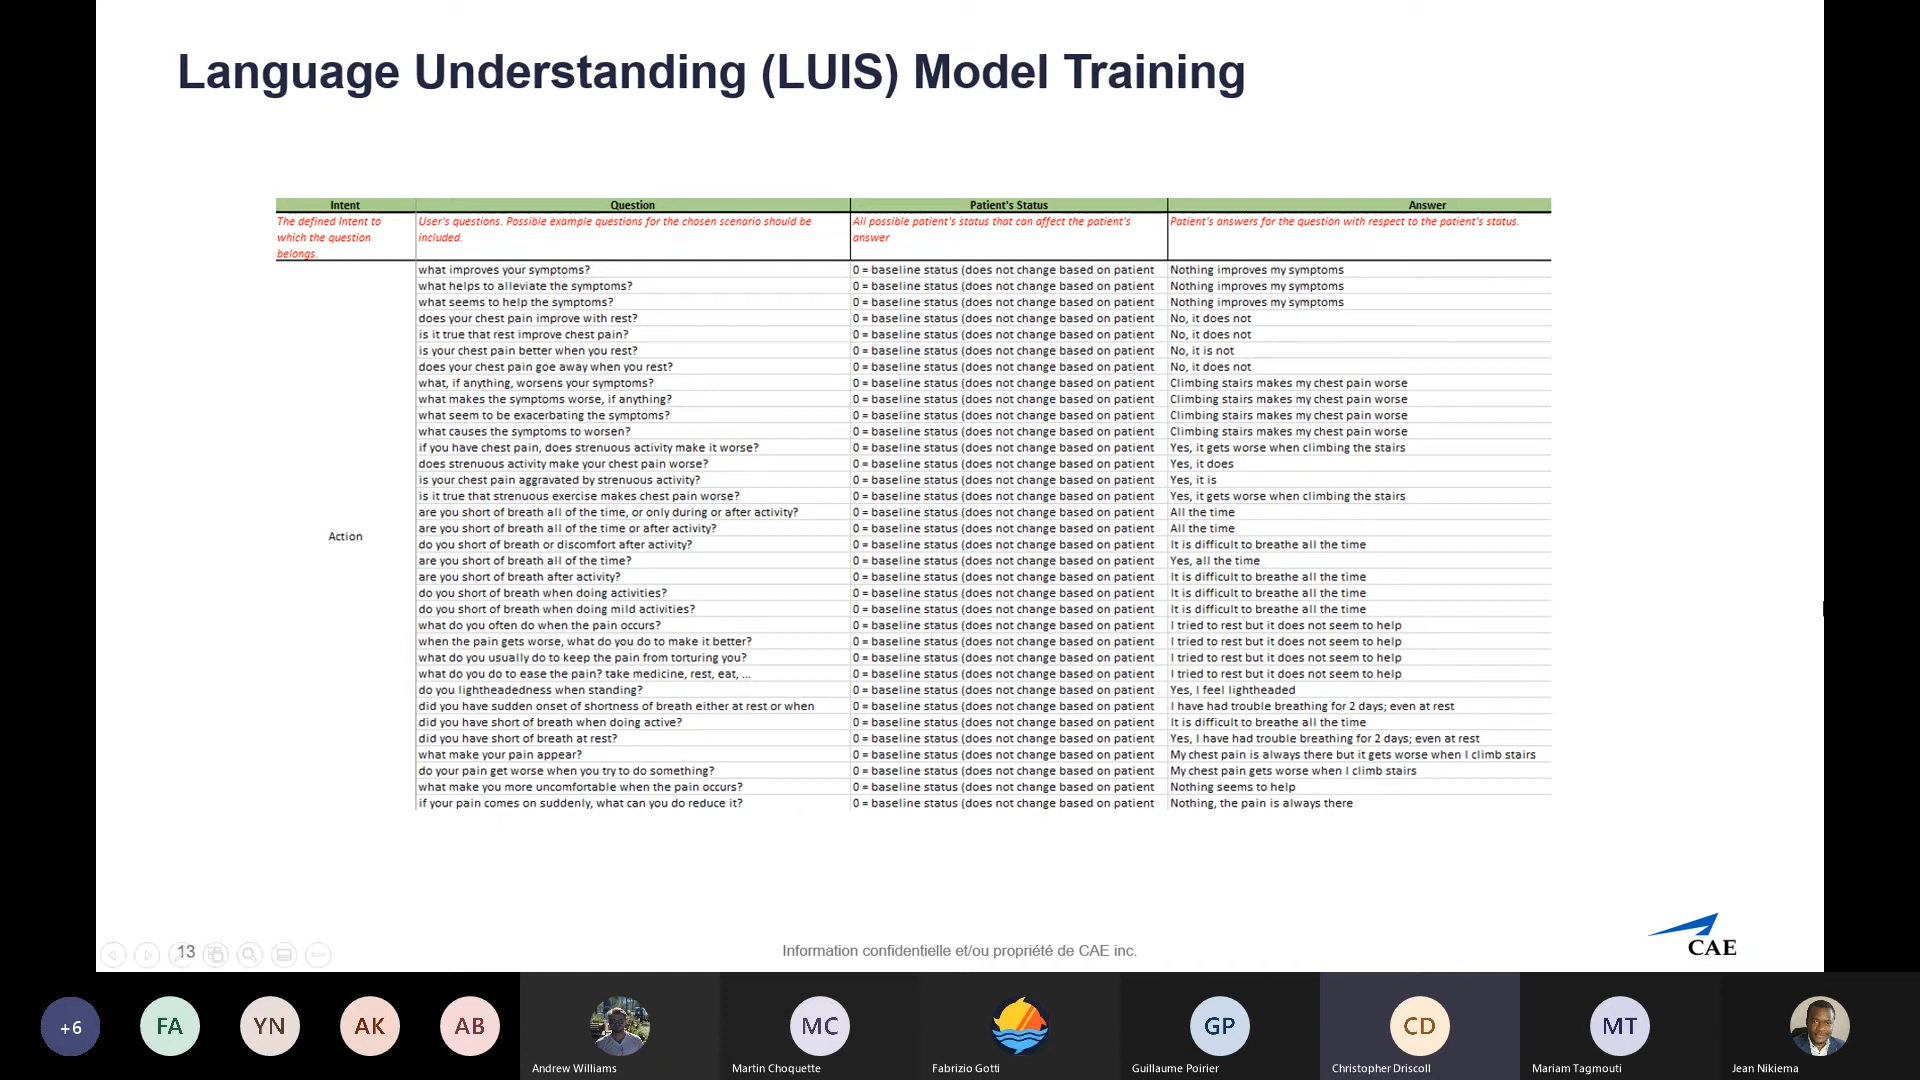 Language Understanding (LUIS) Model Training
Intent Question Patient's Status Answer
The defined Intent to which the question belongs. User's questions. Possible example questions for the chosen scenario should be included. All possible patient's status that can affect the patient's answer Patient's answers for the question with respect to the patient's status.
what improves your symptoms? 0 = baseline status (does not change based on patient Nothing improves my symptoms
what helps to alleviate the symptoms? 0 = baseline status (does not change based on patient Nothing improves my symptoms
what seems to help the symptoms? 0 = baseline status (does not change based on patient Nothing improves my symptoms
does your chest pain improve with rest? 0 = baseline status (does not change based on patient No, it does not
is it true that rest improve chest pain? 0 = baseline status (does not change based on patient No, it does not
is your chest pain better when you rest? 0 = baseline status (does not change based on patient No, it is not
does your chest pain goe away when you rest? 0 = baseline status (does not change based on patient No, it does not
what, if anything, worsens your symptoms? 0 = baseline status (does not change based on patient Climbing stairs makes my chest pain worse
what makes the symptoms worse, if anything? 0 = baseline status (does not change based on patient Climbing stairs makes my chest pain worse
what seem to be exacerbating the symptoms? 0 = baseline status (does not change based on patient Climbing stairs makes my chest pain worse
what causes the symptoms to worsen? 0 = baseline status (does not change based on patient Climbing stairs makes my chest pain worse
if you have chest pain, does strenuous activity make it worse? 0 = baseline status (does not change based on patient Yes, it gets worse when climbing the stairs
does strenuous activity make your chest pain worse? 0 = baseline status (does not change based on patient Yes, it does
is your chest pain aggravated by strenuous activity? 0 = baseline status (does not change based on patient Yes, it is
is it true that strenuous exercise makes chest pain worse? 0 = baseline status (does not change based on patient Yes, it gets worse when climbing the stairs
are you short of breath all of the time, or only during or after activity? 0 = baseline status (does not change based on patient All the time
are you short of breath all of the time or after activity? 0 = baseline status (does not change based on patient All the time
Action
do you short of breath or discomfort after activity? 0 = baseline status (does not change based on patient It is difficult to breathe all the time
are you short of breath all of the time? 0 = baseline status (does not change based on patient Yes, all the time
are you short of breath after activity? 0 = baseline status (does not change based on patient It is difficult to breathe all the time
do you short of breath when doing activities? 0 = baseline status (does not change based on patient It is difficult to breathe all the time
do you short of breath when doing mild activities? 0 = baseline status (does not change based on patient It is difficult to breathe all the time
what do you often do when the pain occurs? 0 = baseline status (does not change based on patient I tried to rest but it does not seem to help
when the pain gets worse, what do you do to make it better? 0 = baseline status (does not change based on patient I tried to rest but it does not seem to help
what do you usually do to keep the pain from torturing you? 0 = baseline status (does not change based on patient I tried to rest but it does not seem to help
what do you do to ease the pain? take medicine, rest, eat, ... 0 = baseline status (does not change based on patient I tried to rest but it does not seem to help
do you lightheadedness when standing? 0 = baseline status (does not change based on patient Yes, I feel lightheaded
did you have sudden onset of shortness of breath either at rest or when 0 = baseline status (does not change based on patient I have had trouble breathing for 2 days; even at rest
did you have short of breath when doing active? 0 = baseline status (does not change based on patient It is difficult to breathe all the time
did you have short of breath at rest? 0 = baseline status (does not change based on patient Yes, I have had trouble breathing for 2 days; even at rest
what make your pain appear? 0 = baseline status (does not change based on patient My chest pain is always there but it gets worse when I climb stairs
do your pain get worse when you try to do something? 0 = baseline status (does not change based on patient My chest pain gets worse when I climb stairs
what make you more uncomfortable when the pain occurs? 0 = baseline status (does not change based on patient Nothing seems to help
if your pain comes on suddenly, what can you do reduce it? 0 = baseline status (does not change based on patient Nothing, the pain is always there
13 Information confidentielle et/ou propriété de CAE inc. CAE
+6 FA YN AK AB MC GP CD MT
Andrew Williams Martin Choquette Fabrizio Gotti Guillaume Poirier Christopher Driscoll Mariam Tagmouti Jean Nikiema